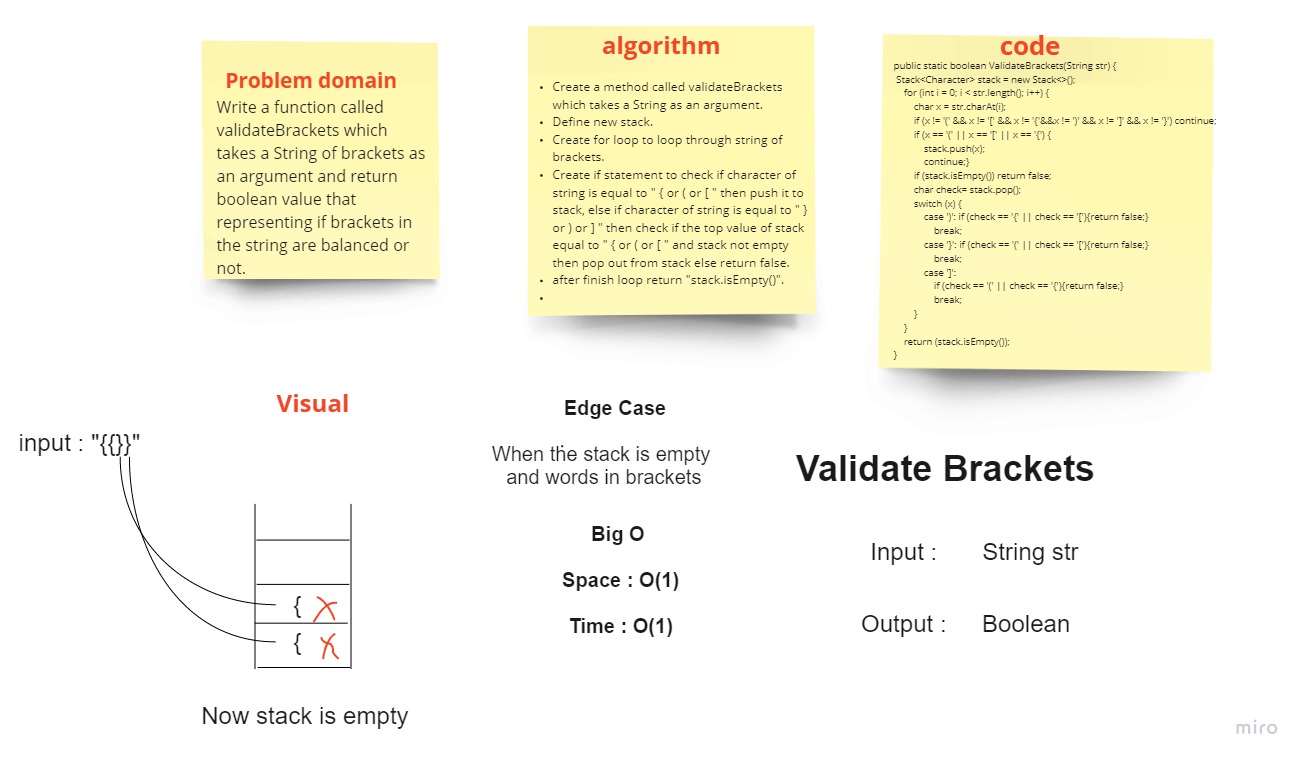 Problem domain
Write a function called
validateBrackets which
takes a String of brackets as
an argument and return
boolean value that
representing if brackets in
the string are balanced or
not.
algorithm
• Create a method called validateBrackets
which takes a String as an argument.
• Define new stack.
• Create for loop to loop through string of
brackets.
• Create if statement to check if character of
string is equal to " { or ( or [ " then push it to
stack, else if character of string is equal to " }
or ) or ] " then check if the top value of stack
equal to " { or ( or [ " and stack not empty
then pop out from stack else return false.
• after finish loop return "stack.isEmpty()".
•
code
public static boolean ValidateBrackets(String str) {
Stack<Character> stack = new Stack<>();
for (int i = 0; i < str.length(); i++) {
char x = str.charAt(i);
if (x != '(' && x != '[' && x != '{'&&x != ')' && x != ']' && x != '}') continue;
if (x == '(' || x == '[' || x == '{') {
stack.push(x);
continue;}
if (stack.isEmpty()) return false;
char check= stack.pop();
switch (x) {
case ')': if (check == '{' || check == '['){return false;}
break;
case '}': if (check == '(' || check == '['){return false;}
break;
case ']':
if (check == '(' || check == '{'){return false;}
break;
}
}
return (stack.isEmpty());
}
Visual
input : "{{}}"
{ X
{ X
Now stack is empty
Edge Case
When the stack is empty
and words in brackets
Big O
Space : O(1)
Time : O(1)
Validate Brackets
Input : String str
Output : Boolean
miro